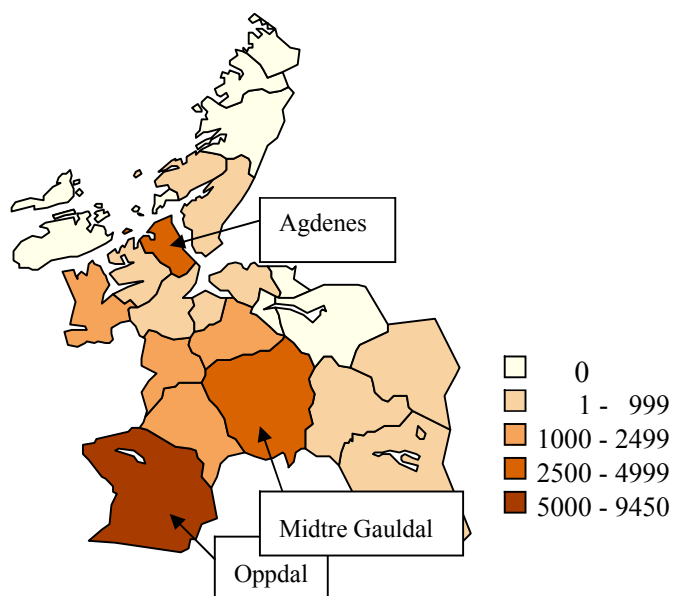 Agdenes
0
1 - 999
1000 - 2499
2500 - 4999
5000 - 9450
Midtre Gauldal
Oppdal